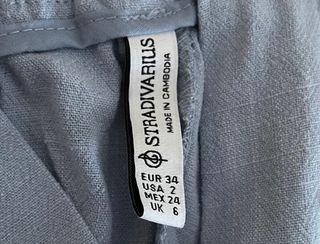 STRADIVARIUS
MADE IN CAMBODIA
EUR 34
USA 2
MEX 24
UK 6